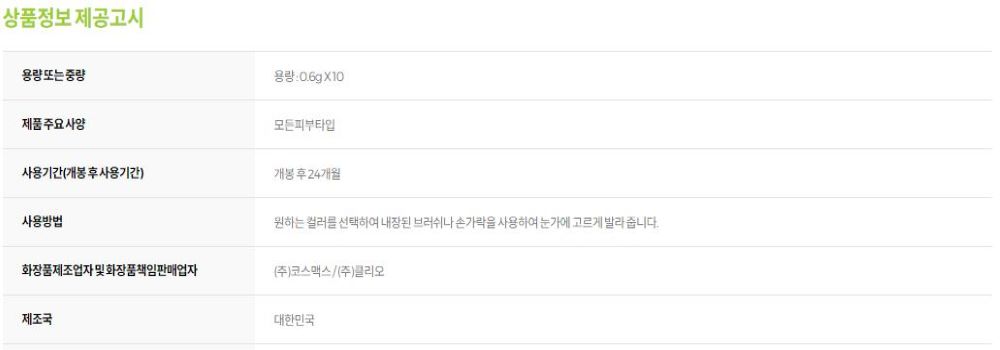 상품정보 제공고시
용량 또는 중량
용량 : 0.6g X 10
제품 주요 사양
모든피부타입
사용기간(개봉 후 사용기간)
개봉 후 24개월
사용방법
원하는 컬러를 선택하여 내장된 브러쉬나 손가락을 사용하여 눈가에 고르게 발라 줍니다.
화장품제조업자 및 화장품책임판매업자
(주)코스맥스 / (주)클리오
제조국
대한민국